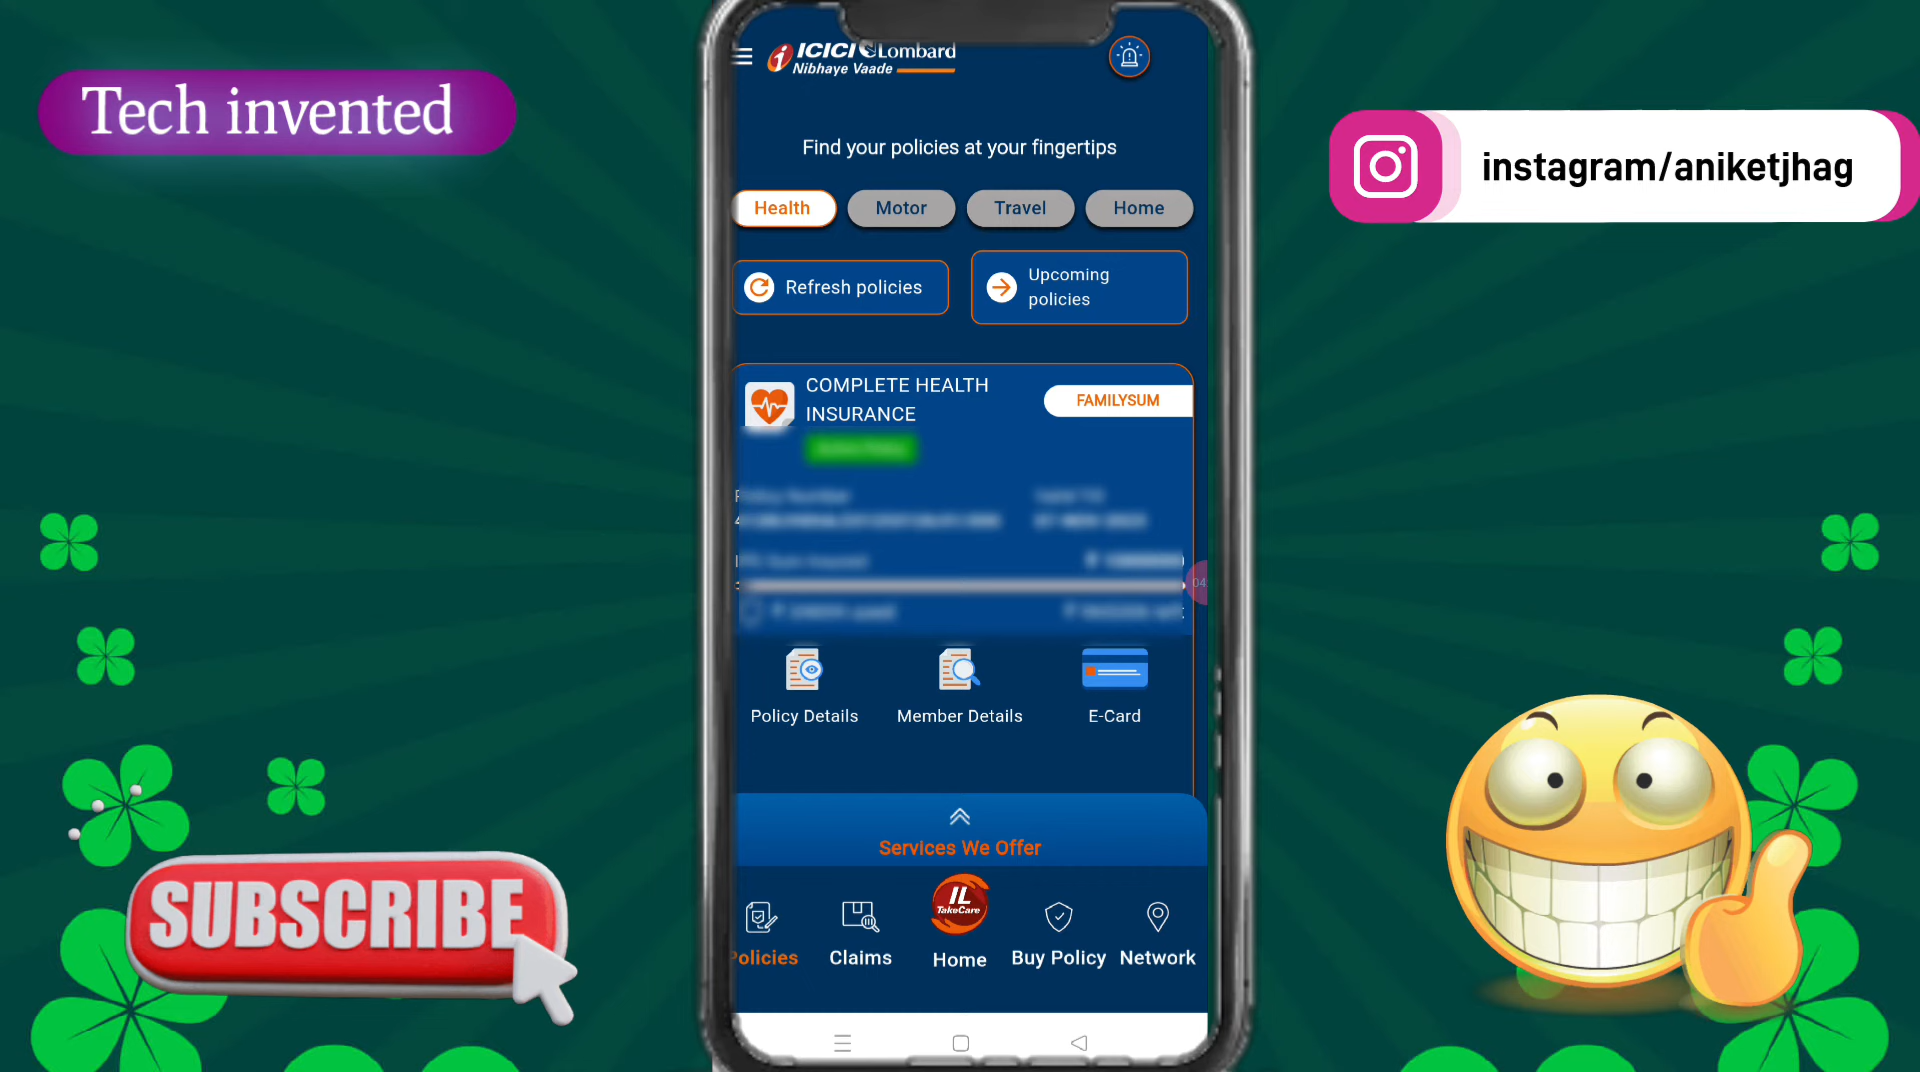 Tech invented
ICICI Lombard
Nibhaye Vaade
instagram/aniketjhag
Find your policies at your fingertips
Health
Motor
Travel
Home
Refresh policies
Upcoming
policies
COMPLETE HEALTH
INSURANCE
FAMILYSUM
04
Policy Details
Member Details
E-Card
Services We Offer
IL
TakeCare
Policies
Claims
Home
Buy Policy
Network
SUBSCRIBE